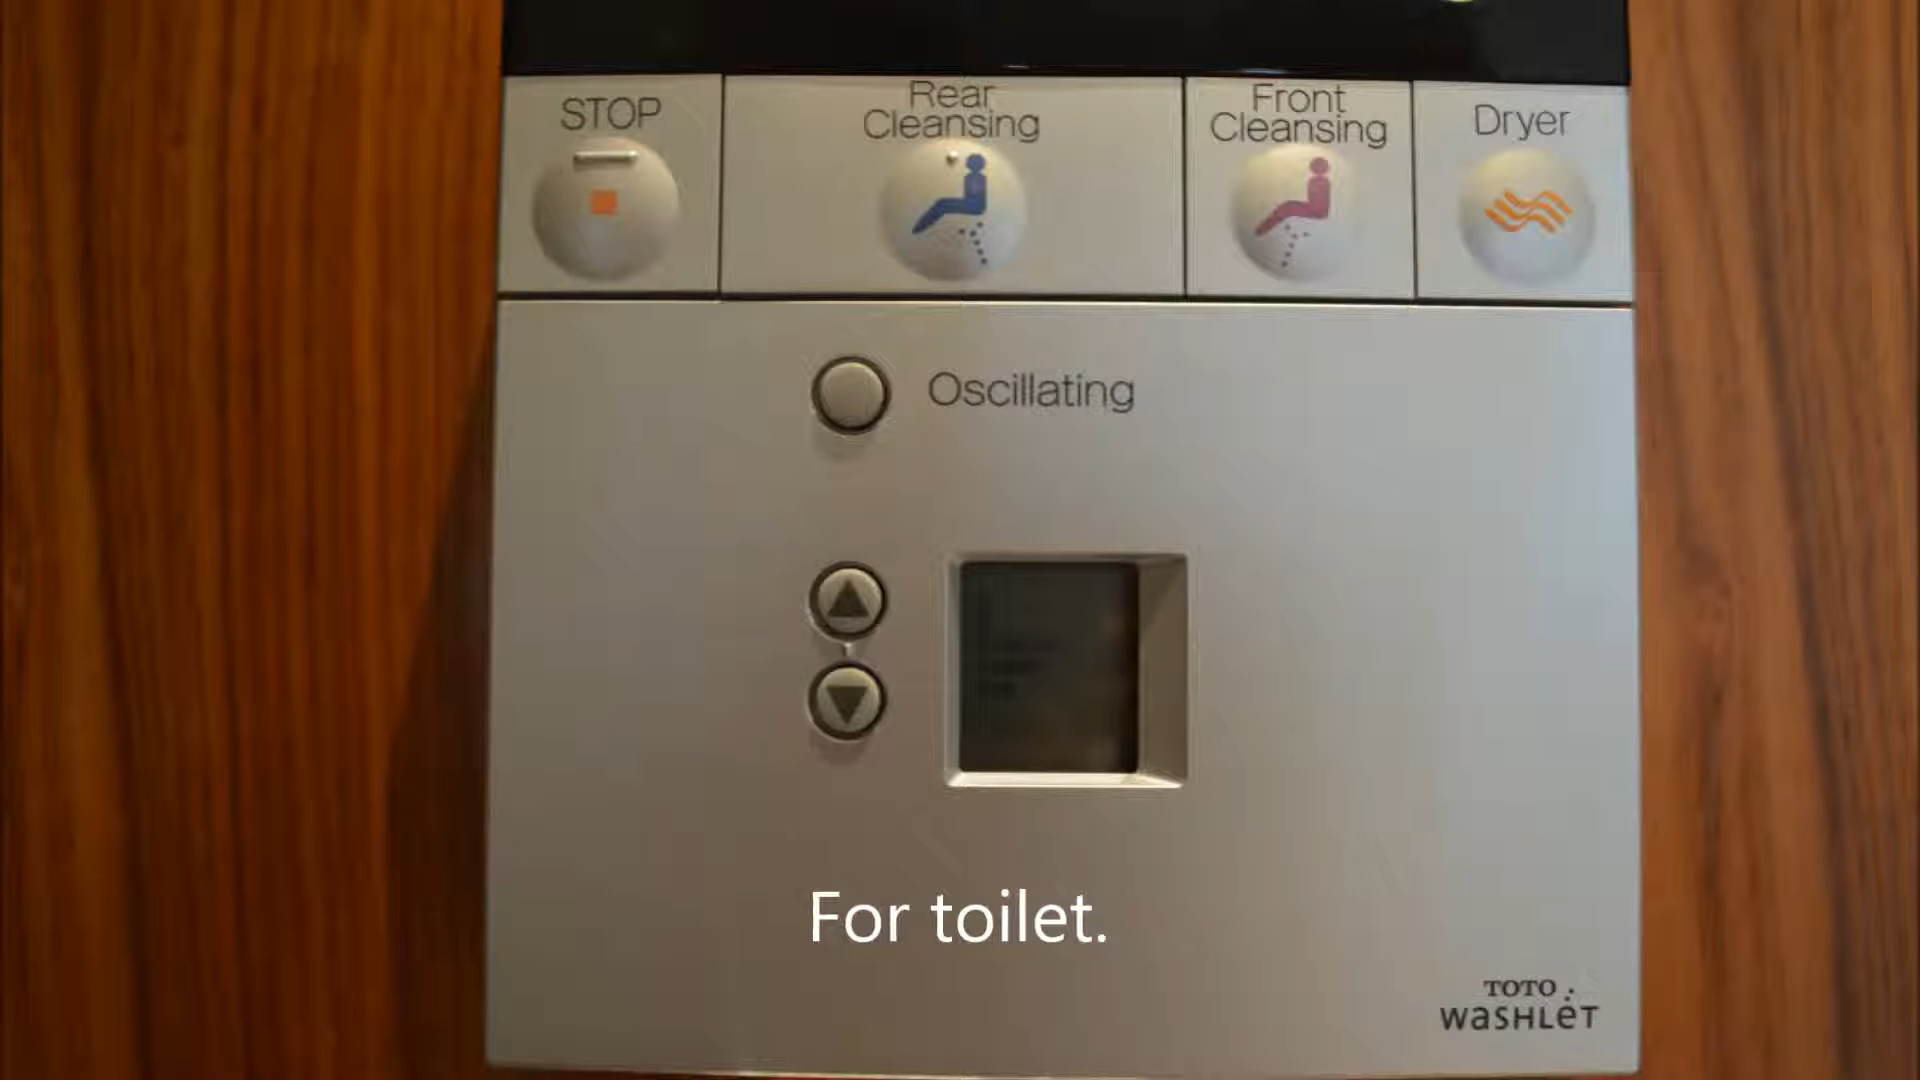 STOP
Rear
Cleansing
Front
Cleansing
Dryer
Oscillating
For toilet.
TOTO
WASHLET